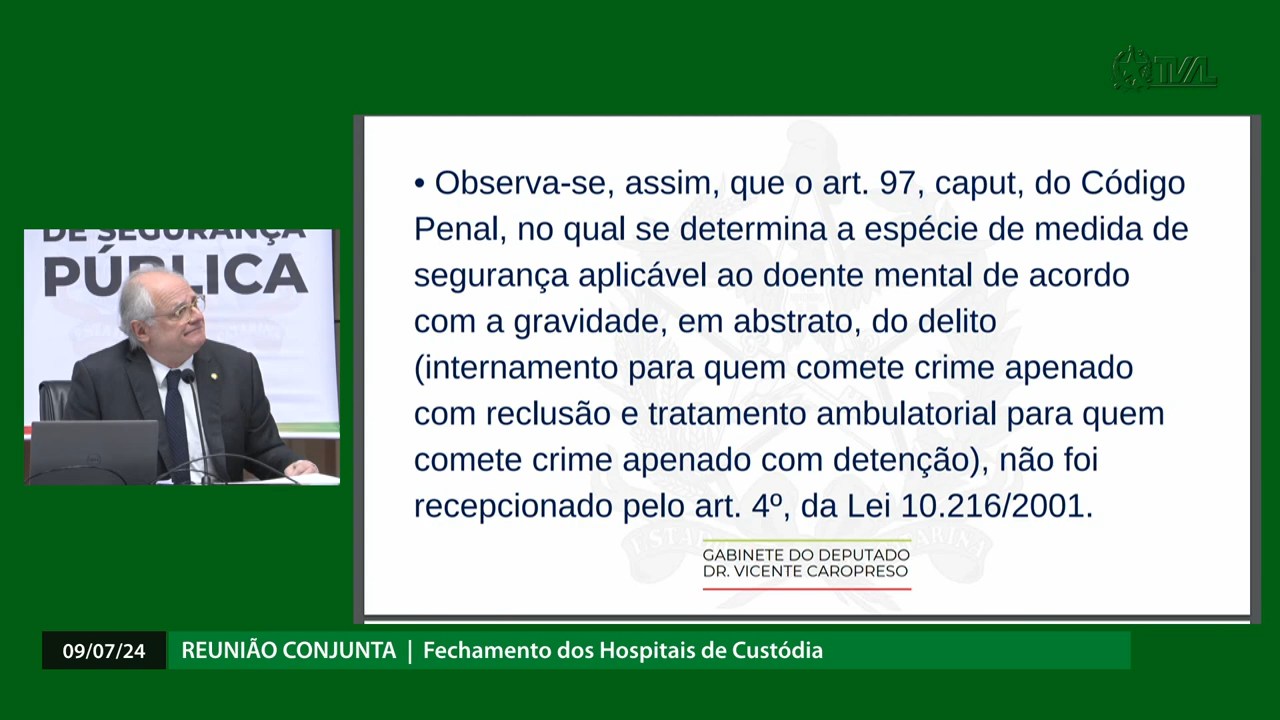 TVAL
DE SEGURANÇA
PÚBLICA
• Observa-se, assim, que o art. 97, caput, do Código
Penal, no qual se determina a espécie de medida de
segurança aplicável ao doente mental de acordo
com a gravidade, em abstrato, do delito
(internamento para quem comete crime apenado
com reclusão e tratamento ambulatorial para quem
comete crime apenado com detenção), não foi
recepcionado pelo art. 4º, da Lei 10.216/2001.
GABINETE DO DEPUTADO
DR. VICENTE CAROPRESO
09/07/24
REUNIÃO CONJUNTA | Fechamento dos Hospitais de Custódia